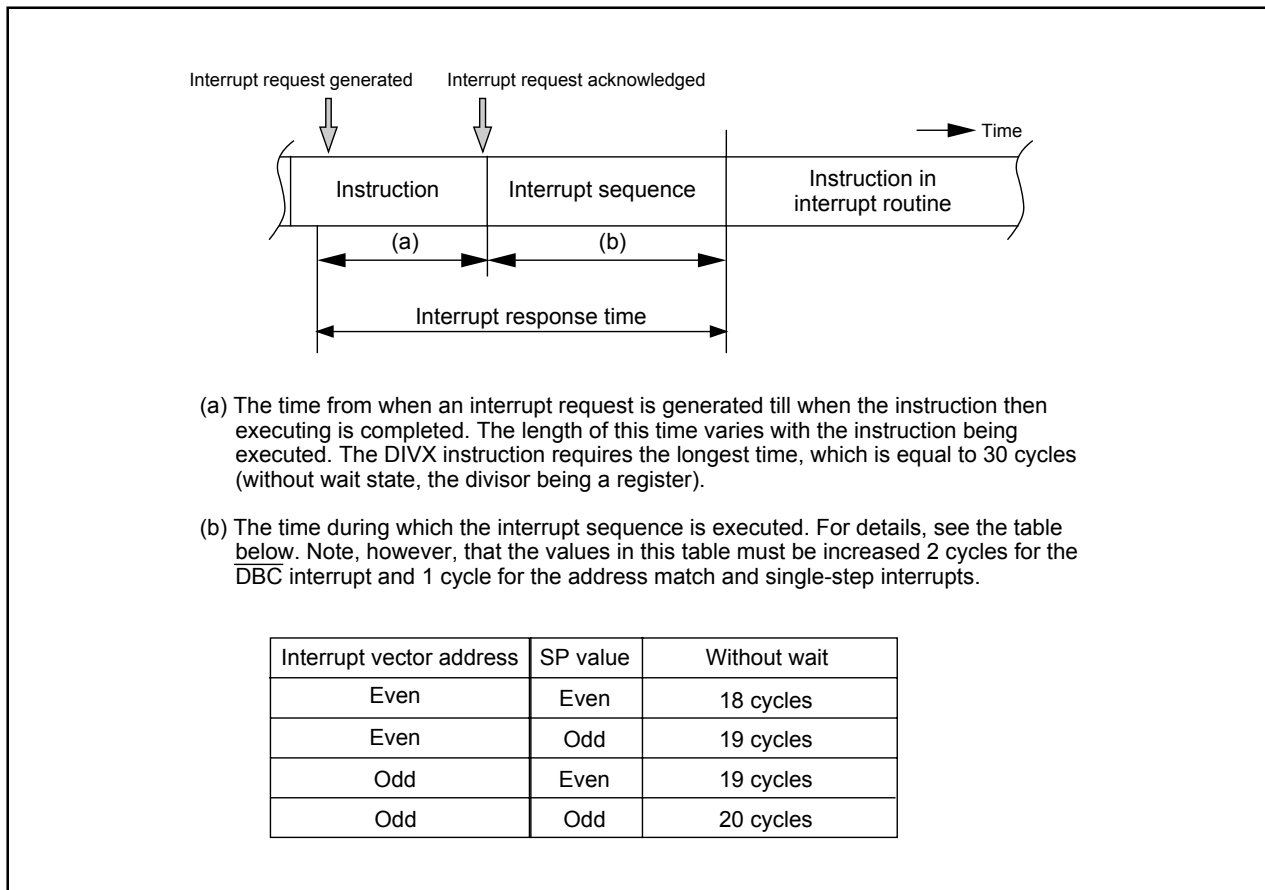 Interrupt request generated
Interrupt request acknowledged
Time
Instruction
Interrupt sequence
Instruction in
interrupt routine
(a)
(b)
Interrupt response time
(a) The time from when an interrupt request is generated till when the instruction then
executing is completed. The length of this time varies with the instruction being
executed. The DIVX instruction requires the longest time, which is equal to 30 cycles
(without wait state, the divisor being a register).
(b) The time during which the interrupt sequence is executed. For details, see the table
below. Note, however, that the values in this table must be increased 2 cycles for the
DBC interrupt and 1 cycle for the address match and single-step interrupts.
Interrupt vector address SP value Without wait
Even Even 18 cycles
Even Odd 19 cycles
Odd Even 19 cycles
Odd Odd 20 cycles